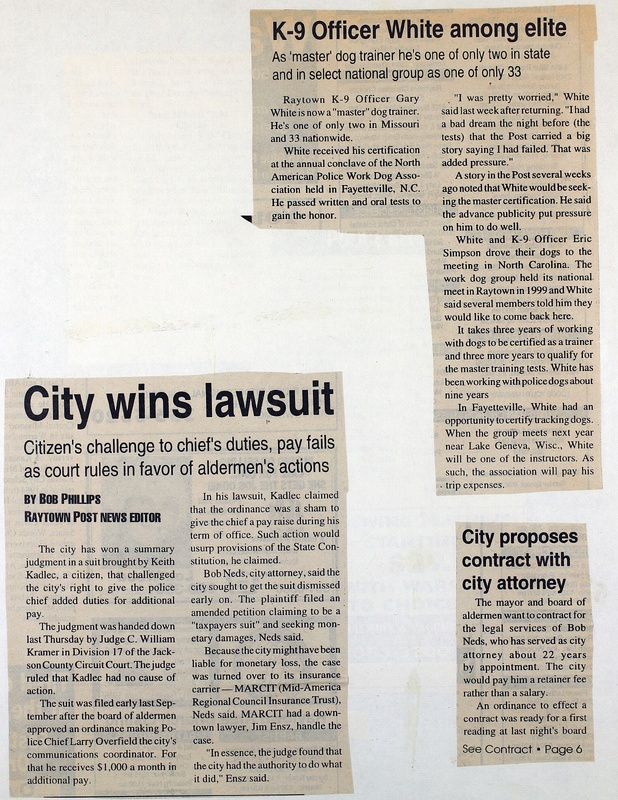 K-9 Officer White among elite
As 'master' dog trainer he's one of only two in state
and in select national group as one of only 33
Raytown K-9 Officer Gary
White is now a "master" dog trainer.
He's one of only two in Missouri
and 33 nationwide.
White received his certification
at the annual conclave of the North
American Police Work Dog Asso-
ciation held in Fayetteville, N.C.
He passed written and oral tests to
gain the honor.
"I was pretty worried," White
said last week after returning. "I had
a bad dream the night before (the
tests) that the Post carried a big
story saying I had failed. That was
added pressure."
A story in the Post several weeks
ago noted that White would be seek-
ing the master certification. He said
the advance publicity put pressure
on him to do well.
White and K-9 Officer Eric
Simpson drove their dogs to the
meeting in North Carolina. The
work dog group held its national
meet in Raytown in 1999 and White
said several members told him they
would like to come back here.
It takes three years of working
with dogs to be certified as a trainer
and three more years to qualify for
the master training tests. White has
been working with police dogs about
nine years
In Fayetteville, White had an
opportunity to certify tracking dogs.
When the group meets next year
near Lake Geneva, Wisc., White
will be one of the instructors. As
such, the association will pay his
trip expenses.
City wins lawsuit
Citizen's challenge to chief's duties, pay fails
as court rules in favor of aldermen's actions
BY BOB PHILLIPS
RAYTOWN POST NEWS EDITOR
The city has won a summary
judgment in a suit brought by Keith
Kadlec, a citizen, that challenged
the city's right to give the police
chief added duties for additional
pay.
The judgment was handed down
last Thursday by Judge C. William
Kramer in Division 17 of the Jack-
son County Circuit Court. The judge
ruled that Kadlec had no cause of
action.
The suit was filed early last Sep-
tember after the board of aldermen
approved an ordinance making Po-
lice Chief Larry Overfield the city's
communications coordinator. For
that he receives $1,000 a month in
additional pay.
In his lawsuit, Kadlec claimed
that the ordinance was a sham to
give the chief a pay raise during his
term of office. Such action would
usurp provisions of the State Con-
stitution, he claimed.
Bob Neds, city attorney, said the
city sought to get the suit dismissed
early on. The plaintiff filed an
amended petition claiming to be a
"taxpayers suit" and seeking mon-
etary damages, Neds said.
Because the city might have been
liable for monetary loss, the case
was turned over to its insurance
carrier — MARCIT (Mid-America
Regional Council Insurance Trust),
Neds said. MARCIT had a down-
town lawyer, Jim Ensz, handle the
case.
"In essence, the judge found that
the city had the authority to do what
it did," Ensz said.
City proposes
contract with
city attorney
The mayor and board of
aldermen want to contract for
the legal services of Bob
Neds, who has served as city
attorney about 22 years
by appointment. The city
would pay him a retainer fee
rather than a salary.
An ordinance to effect a
contract was ready for a first
reading at last night's board
See Contract • Page 6